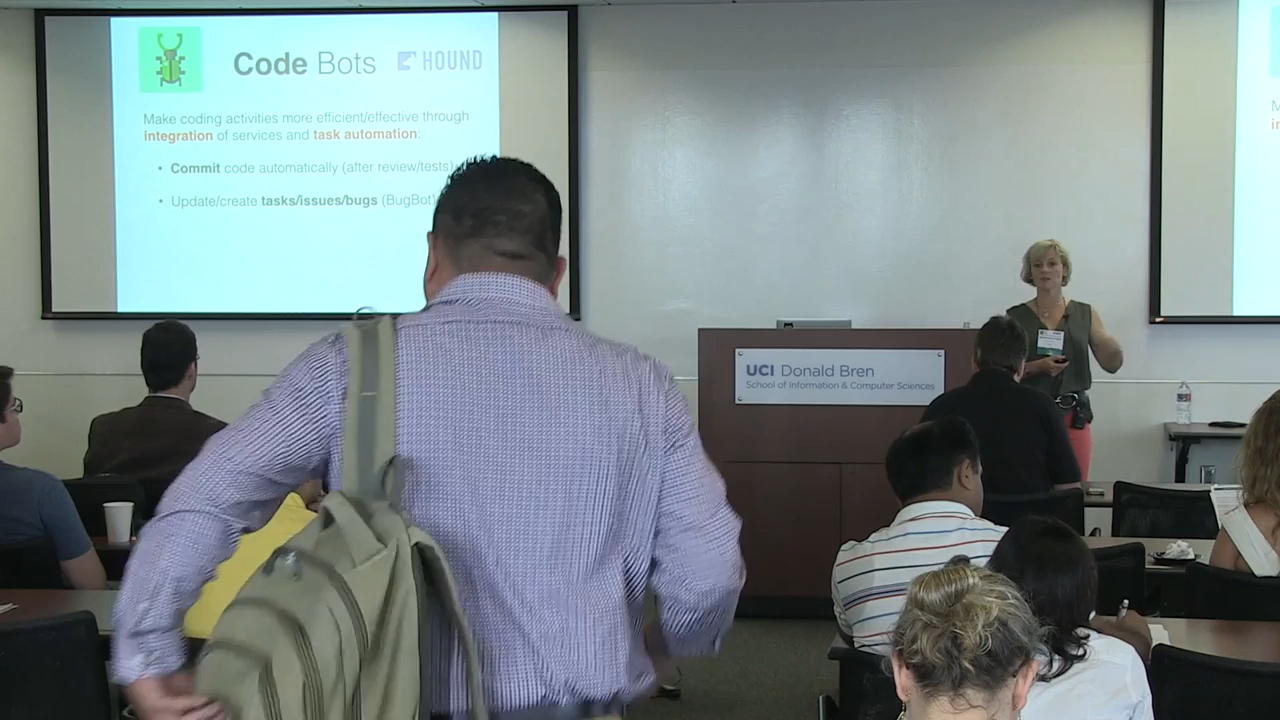 Code Bots
HOUND
Make coding activities more efficient/effective through
integration of services and task automation:
• Commit code automatically (after review/tests)
• Update/create tasks/issues/bugs (BugBot)
UCI Donald Bren
School of Information & Computer Sciences
M
in